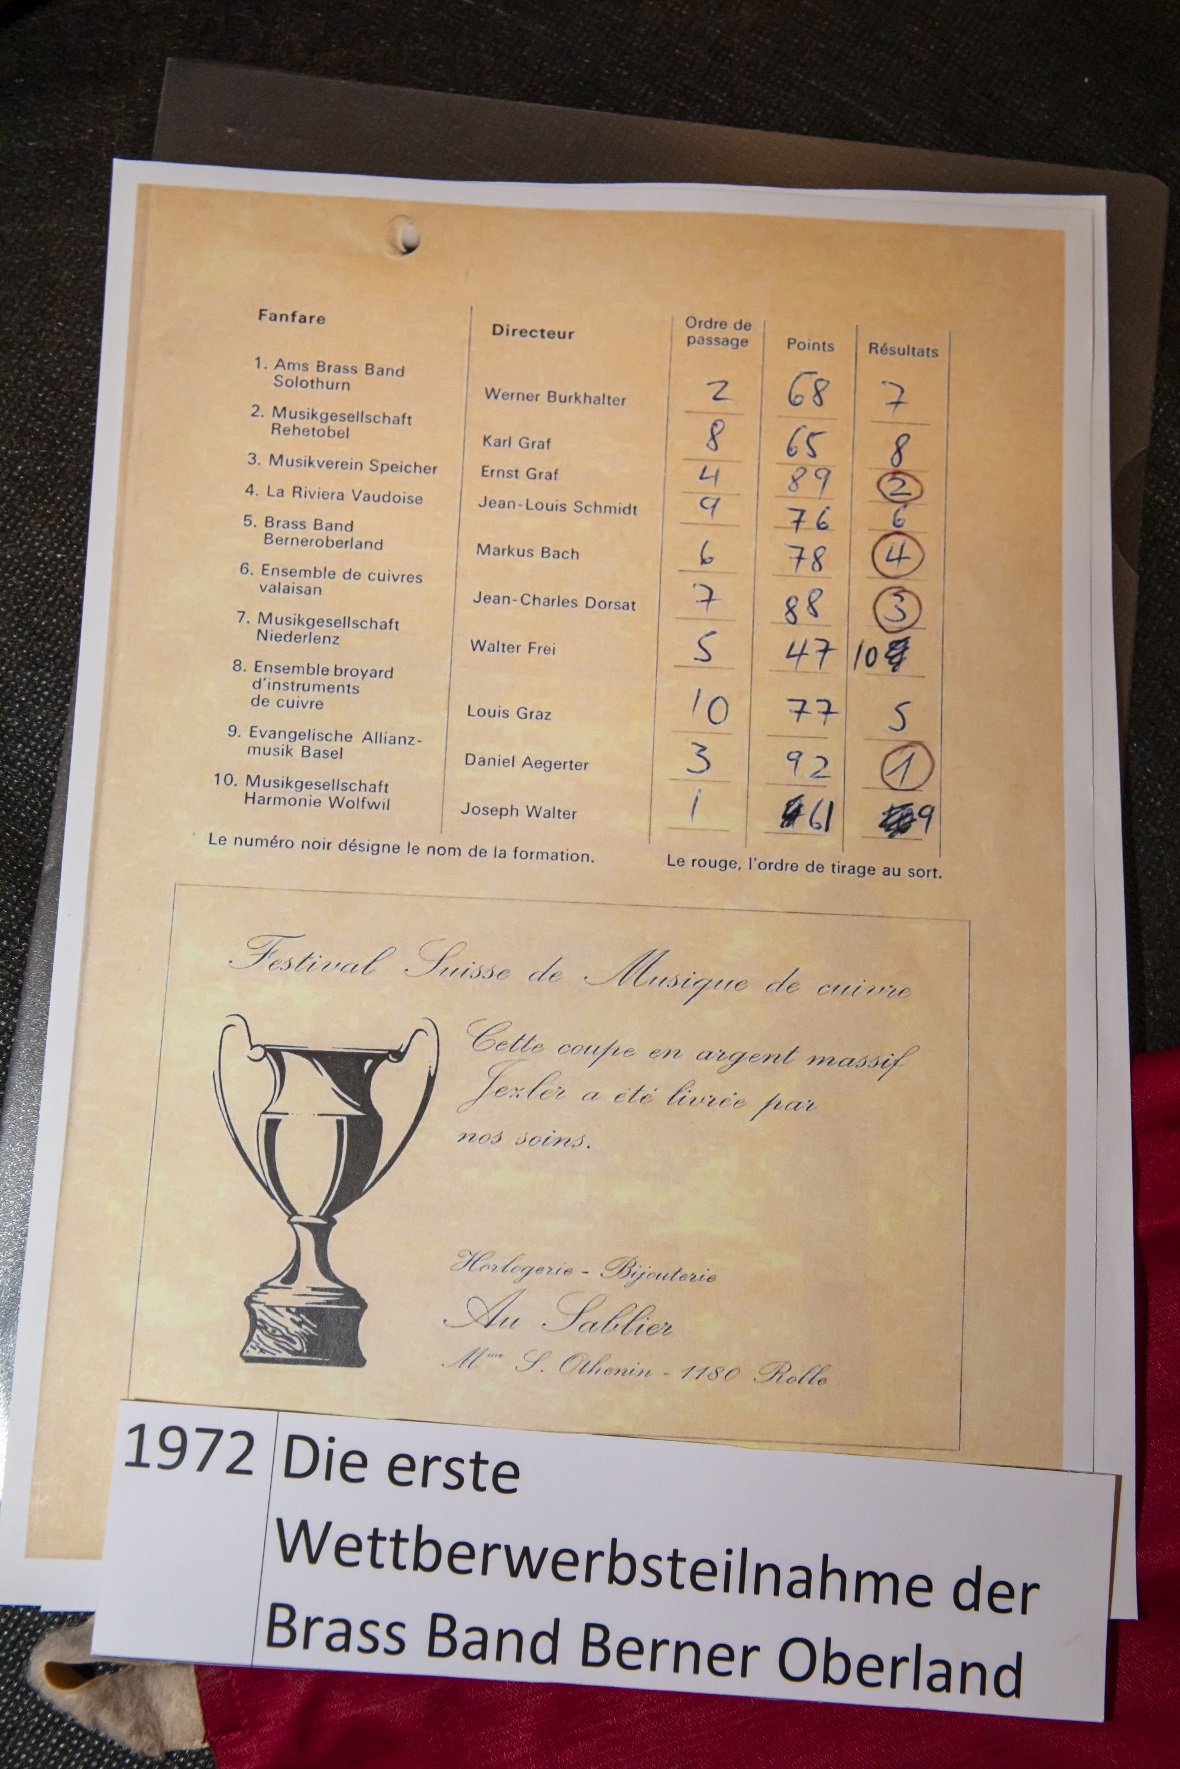 Fanfare Directeur Ordre de passage Points Résultats
1. Ams Brass Band
Solothurn Werner Burkhalter 2 68 7
2. Musikgesellschaft
Rehetobel Karl Graf 8 65 8
3. Musikverein Speicher Ernst Graf 4 89 2
4. La Riviera Vaudoise Jean-Louis Schmidt 9 76 6
5. Brass Band
Berneroberland Markus Bach 6 78 4
6. Ensemble de cuivres
valaisan Jean-Charles Dorsat 7 88 3
7. Musikgesellschaft
Niederlenz Walter Frei 5 47 10
8. Ensemble broyard
d'instruments
de cuivre Louis Graz 10 77 5
9. Evangelische Allianz-
musik Basel Daniel Aegerter 3 92 1
10. Musikgesellschaft
Harmonie Wolfwil Joseph Walter 1 61 9
Le numéro noir désigne le nom de la formation. Le rouge, l'ordre de tirage au sort.
Festival Suisse de Musique de cuivre
Cette coupe en argent massif
Jezler a été livrée par
nos soins.
Horlogerie - Bijouterie
Au Sablier
Mme S. Othenin - 1180 Rolle
1972 Die erste
Wettberwerbsteilnahme der
Brass Band Berner Oberland